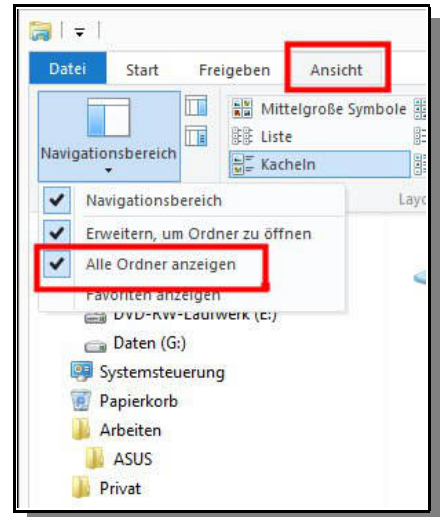 Datei Start Freigeben Ansicht
Mittelgroße Symbole
Liste
Kacheln
Navigationsbereich
Navigationsbereich
Erweitern, um Ordner zu öffnen
Alle Ordner anzeigen
Favoriten anzeigen
DVD-RW-Laufwerk (E:)
Daten (G:)
Systemsteuerung
Papierkorb
Arbeiten
ASUS
Privat